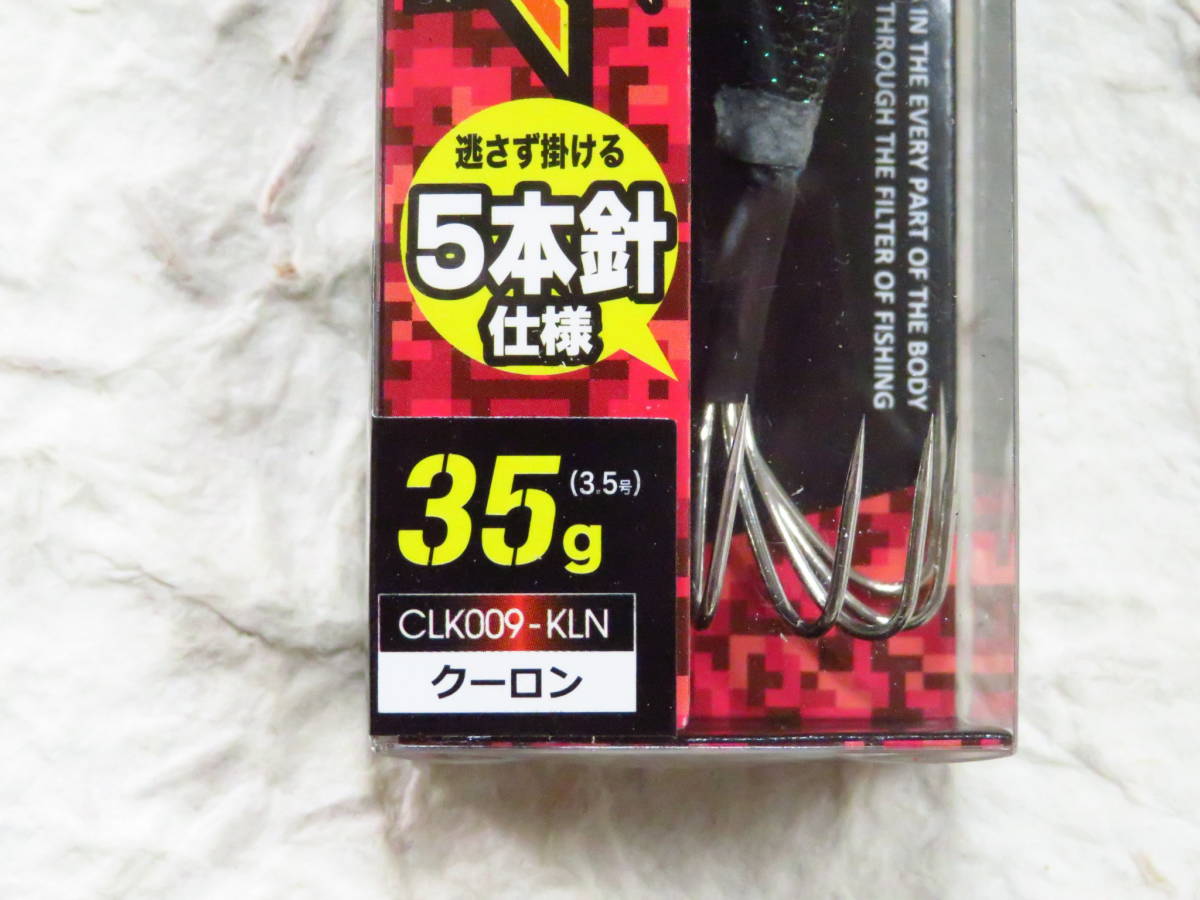 逃さず掛ける
5本針
仕様
35g (3.5号)
CLK009-KLN
クーロン
IN THE EVERY PART OF THE BODY
THROUGH THE FILTER OF FISHING